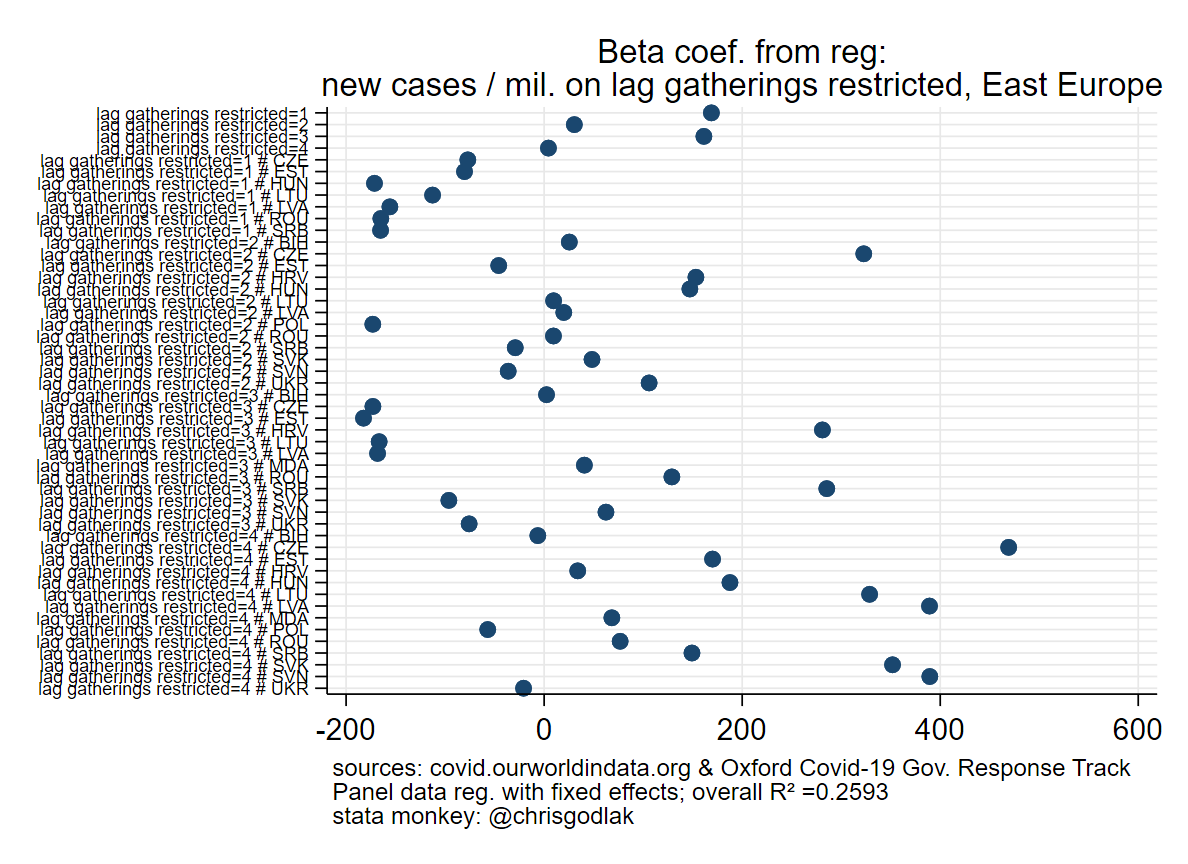 Beta coef. from reg:
new cases / mil. on lag gatherings restricted, East Europe
lag gatherings restricted=1
lag gatherings restricted=2
lag gatherings restricted=3
lag gatherings restricted=4
lag gatherings restricted=1 # CZE
lag gatherings restricted=1 # EST
lag gatherings restricted=1 # HUN
lag gatherings restricted=1 # LTU
lag gatherings restricted=1 # LVA
lag gatherings restricted=1 # ROU
lag gatherings restricted=1 # SRB
lag gatherings restricted=2 # BIH
lag gatherings restricted=2 # CZE
lag gatherings restricted=2 # EST
lag gatherings restricted=2 # HRV
lag gatherings restricted=2 # HUN
lag gatherings restricted=2 # LTU
lag gatherings restricted=2 # LVA
lag gatherings restricted=2 # POL
lag gatherings restricted=2 # ROU
lag gatherings restricted=2 # SRB
lag gatherings restricted=2 # SVK
lag gatherings restricted=2 # SVN
lag gatherings restricted=2 # UKR
lag gatherings restricted=3 # BIH
lag gatherings restricted=3 # CZE
lag gatherings restricted=3 # EST
lag gatherings restricted=3 # HRV
lag gatherings restricted=3 # LTU
lag gatherings restricted=3 # LVA
lag gatherings restricted=3 # MDA
lag gatherings restricted=3 # ROU
lag gatherings restricted=3 # SRB
lag gatherings restricted=3 # SVK
lag gatherings restricted=3 # SVN
lag gatherings restricted=3 # UKR
lag gatherings restricted=4 # BIH
lag gatherings restricted=4 # CZE
lag gatherings restricted=4 # EST
lag gatherings restricted=4 # HRV
lag gatherings restricted=4 # HUN
lag gatherings restricted=4 # LTU
lag gatherings restricted=4 # LVA
lag gatherings restricted=4 # MDA
lag gatherings restricted=4 # POL
lag gatherings restricted=4 # ROU
lag gatherings restricted=4 # SRB
lag gatherings restricted=4 # SVK
lag gatherings restricted=4 # SVN
lag gatherings restricted=4 # UKR
-200 0 200 400 600
sources: covid.ourworldindata.org & Oxford Covid-19 Gov. Response Track
Panel data reg. with fixed effects; overall R² =0.2593
stata monkey: @chrisgodlak